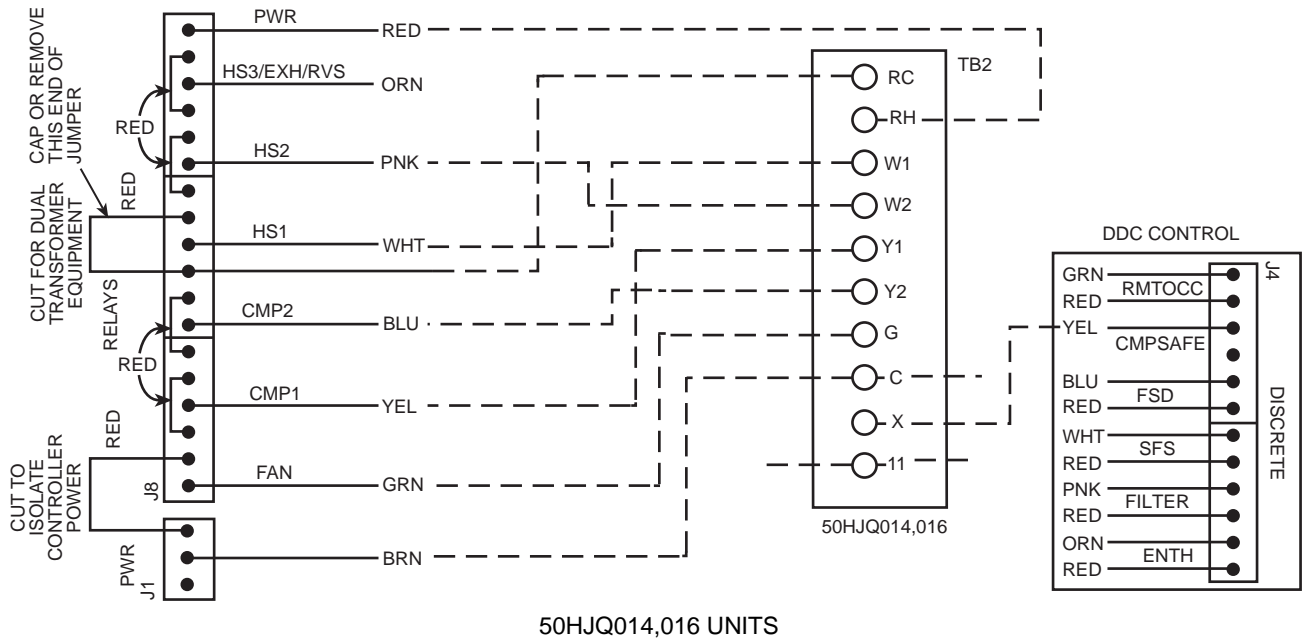 CAP OR REMOVE
THIS END OF
JUMPER
CUT FOR DUAL
TRANSFORMER
EQUIPMENT
CUT TO
ISOLATE
CONTROLLER
POWER
RED
RED
RELAYS
RED
RED
J8
PWR
J1
PWR
RED
HS3/EXH/RVS
ORN
HS2
PNK
HS1
WHT
CMP2
BLU
CMP1
YEL
FAN
GRN
BRN
TB2
RC
RH
W1
W2
Y1
Y2
G
C
X
11
50HJQ014,016
DDC CONTROL
J4
GRN
RMTOCC
RED
YEL
CMPSAFE
BLU
FSD
RED
WHT
SFS
RED
PNK
FILTER
RED
ORN
ENTH
RED
DISCRETE
50HJQ014,016 UNITS